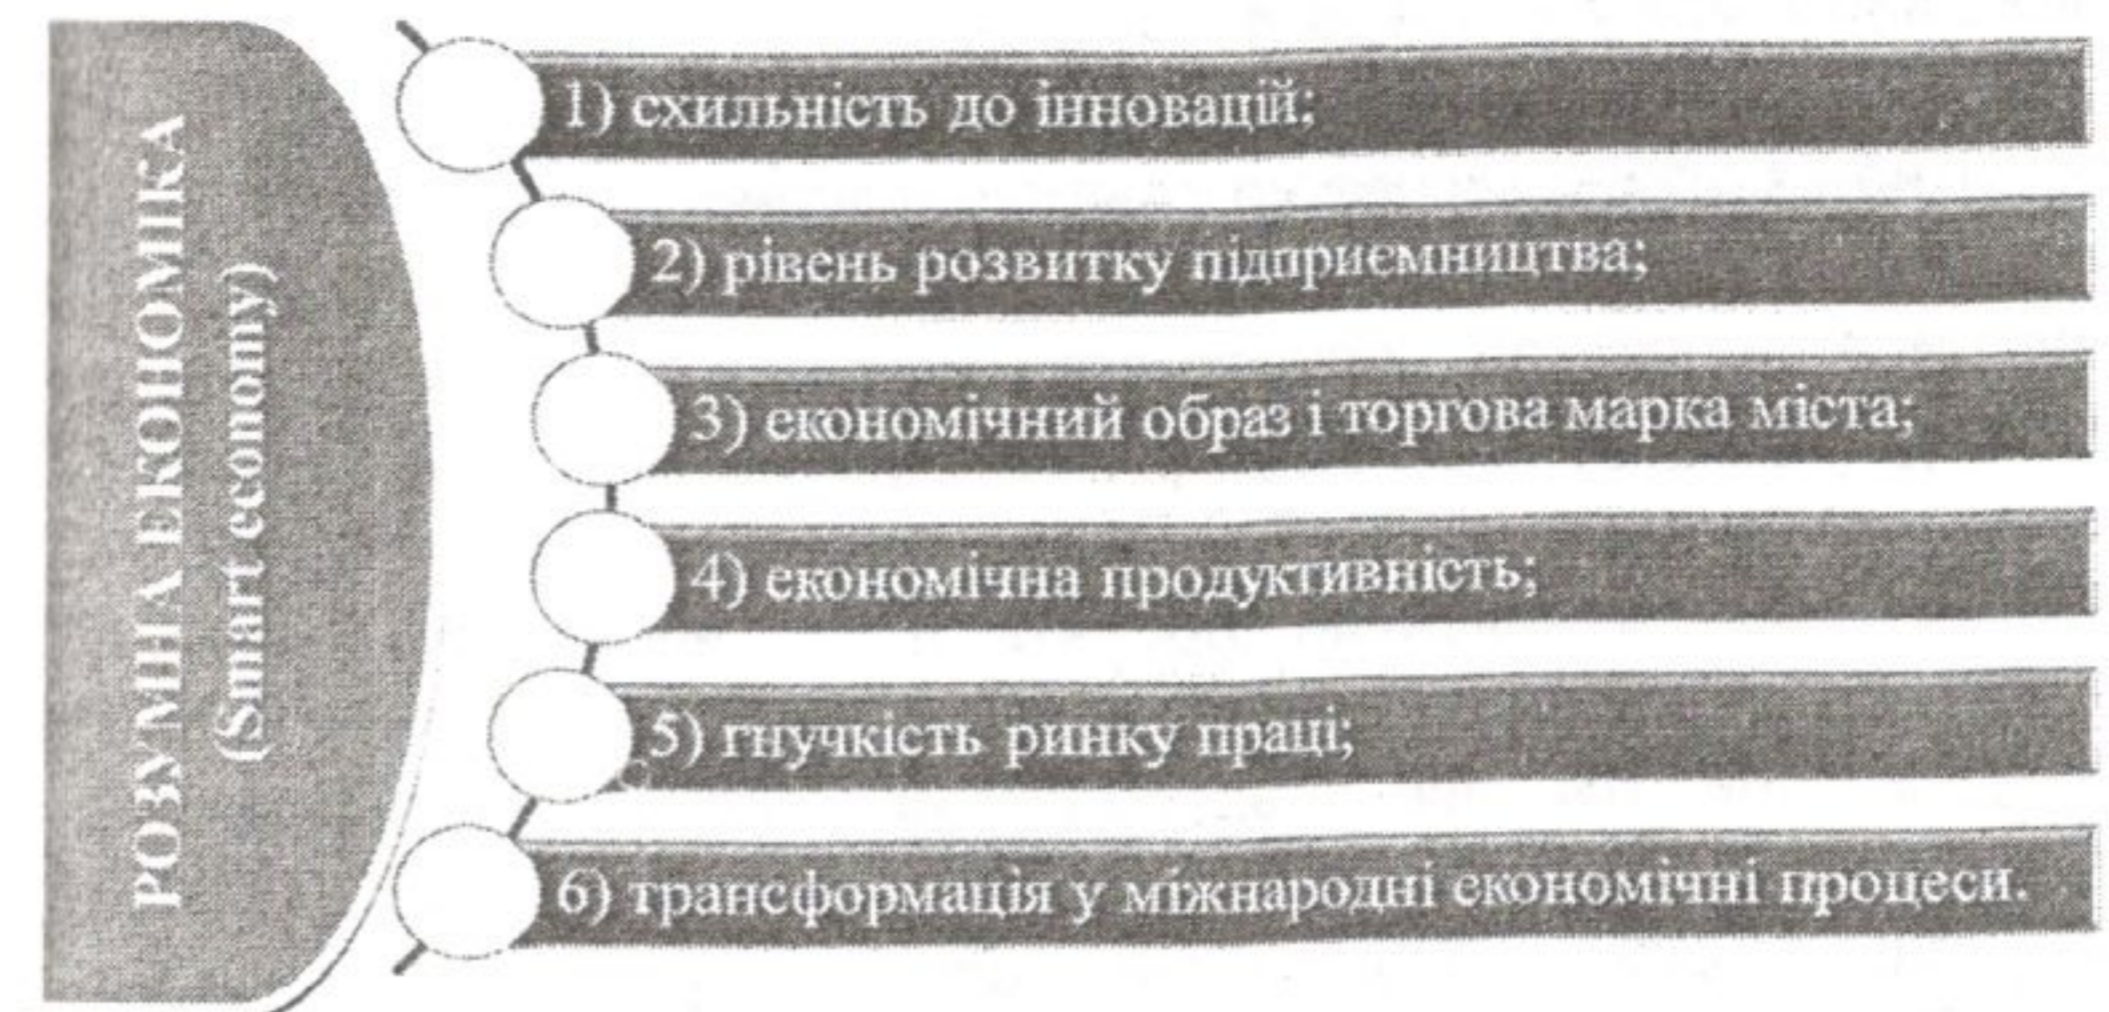 РОЗУМНА ЕКОНОМІКА
(Smart economy)
1) схильність до інновацій;
2) рівень розвитку підприємництва;
3) економічний образ і торгова марка міста;
4) економічна продуктивність;
5) гнучкість ринку праці;
6) трансформація у міжнародні економічні процеси.